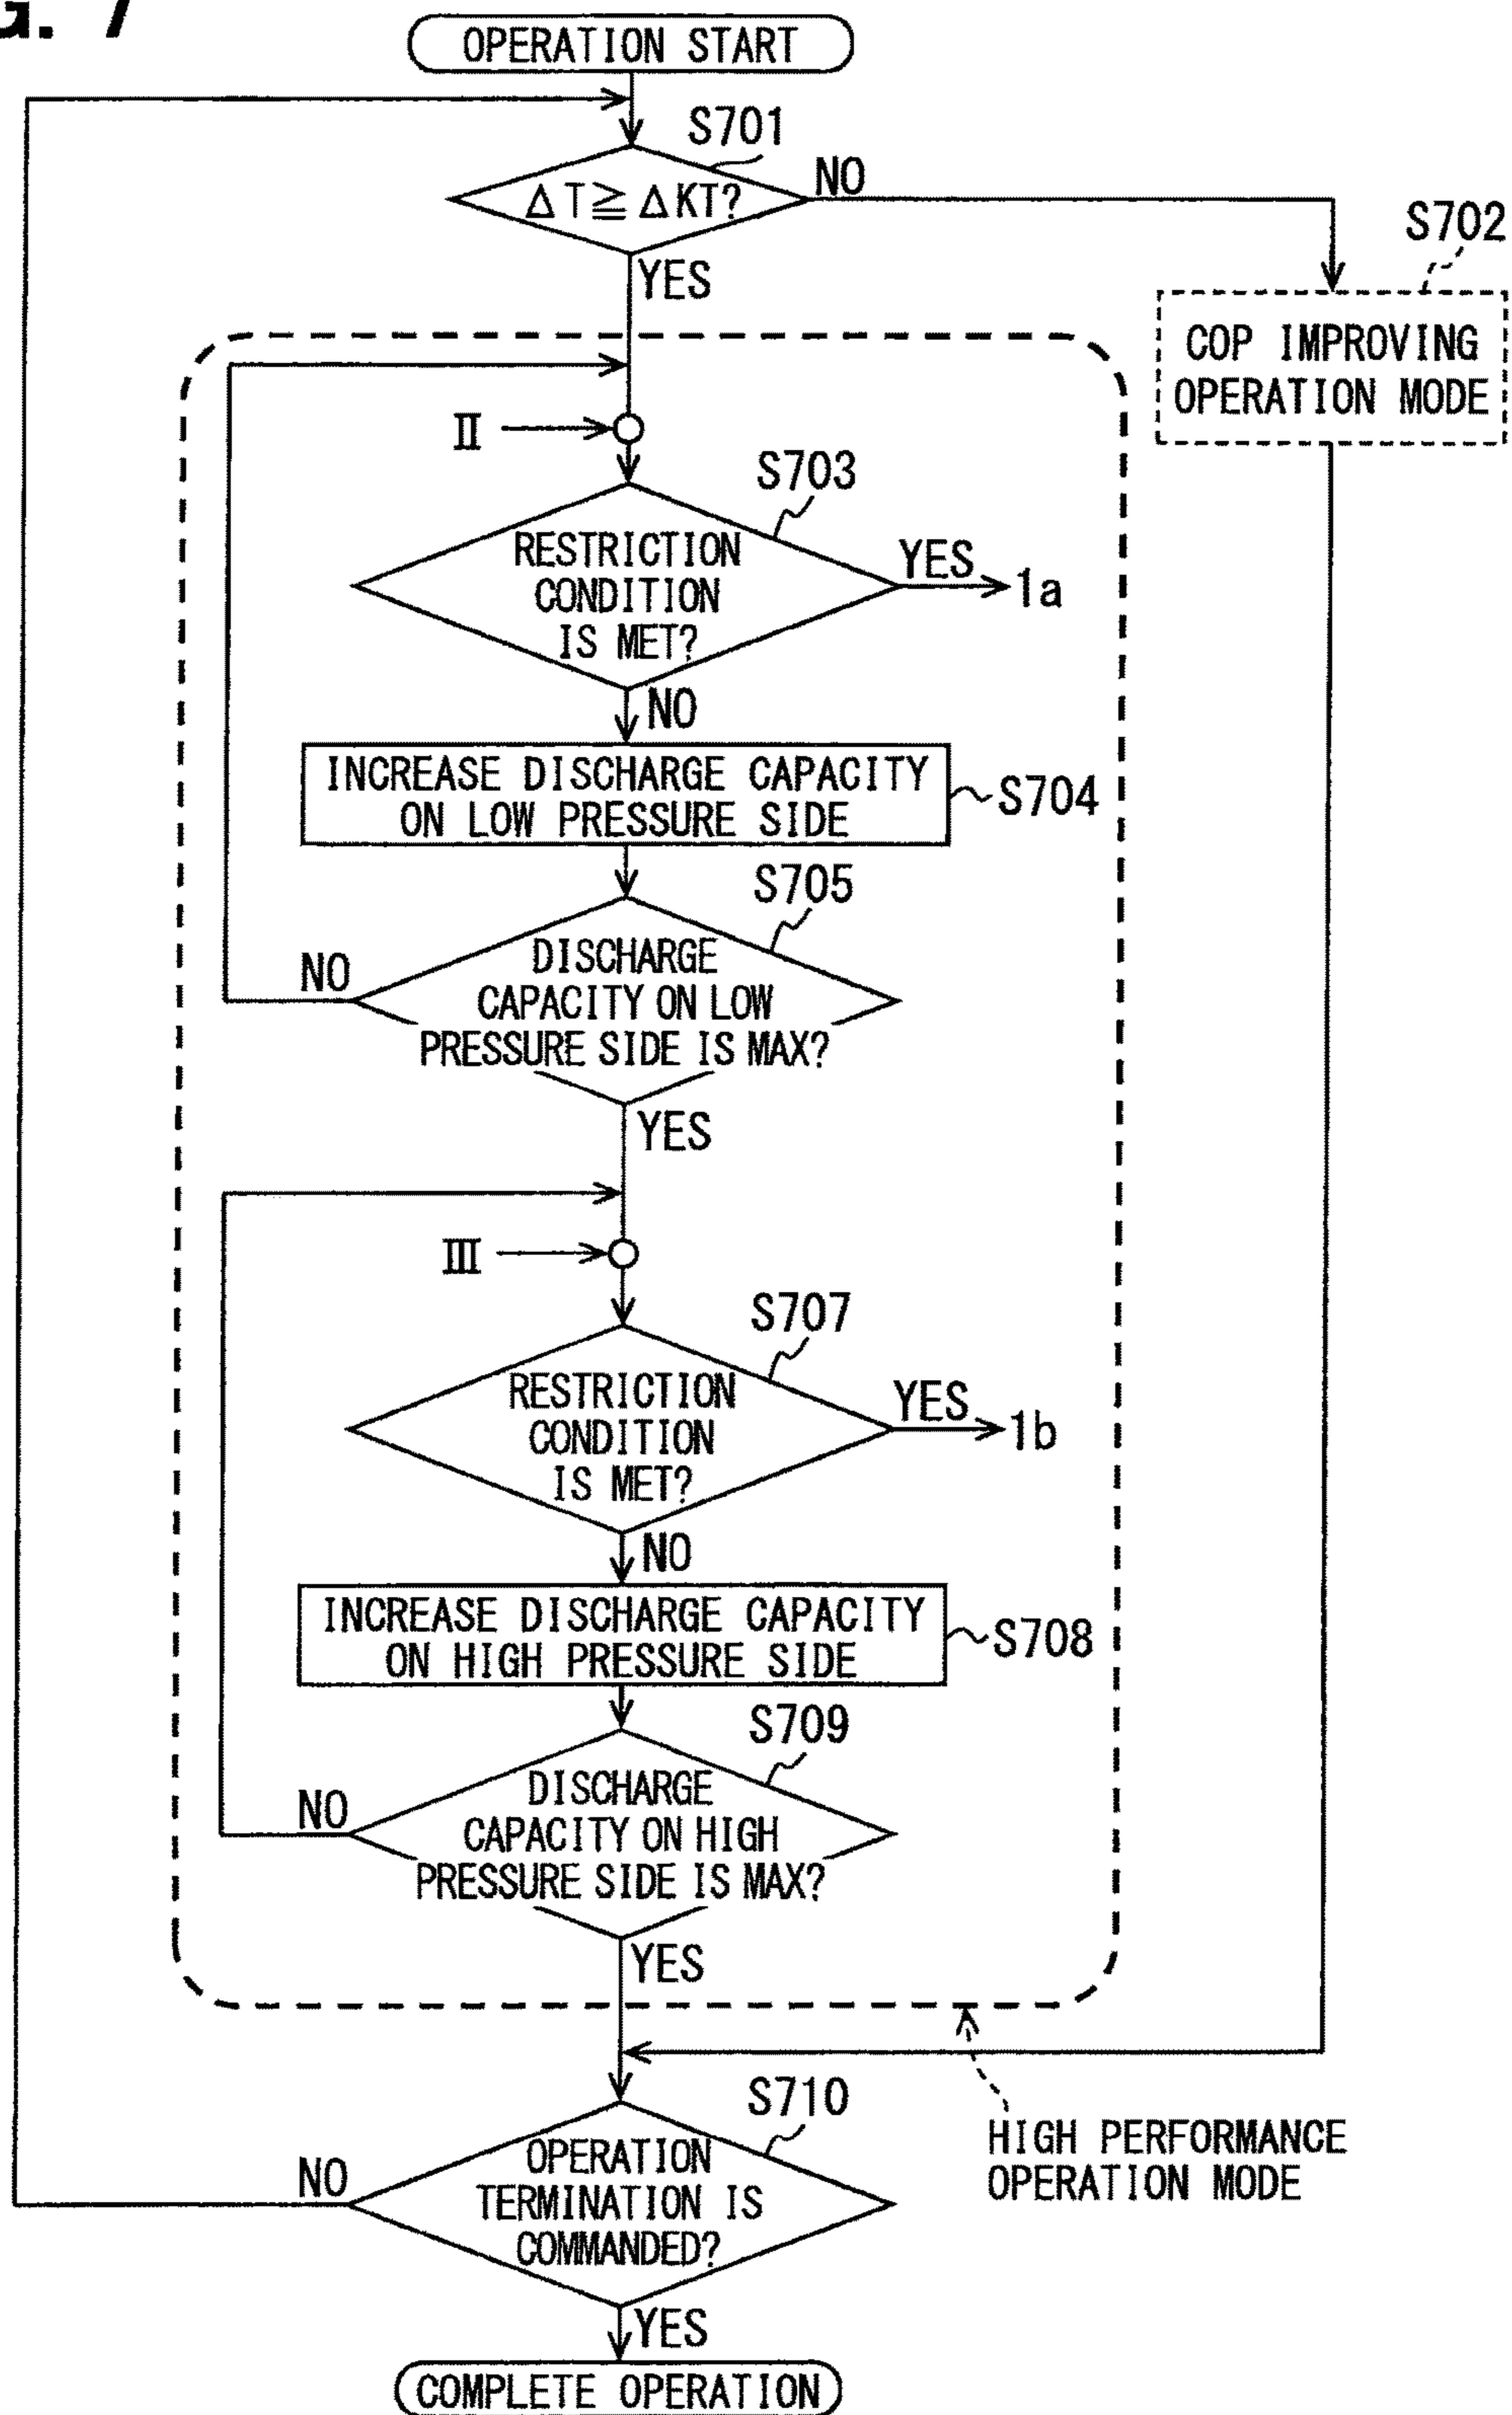 G. 7
OPERATION START
S701
ΔT≧ΔKT?
NO
YES
S702
COP IMPROVING
OPERATION MODE
II
S703
RESTRICTION
CONDITION
IS MET?
YES
1a
NO
INCREASE DISCHARGE CAPACITY
ON LOW PRESSURE SIDE
S704
S705
DISCHARGE
CAPACITY ON LOW
PRESSURE SIDE IS MAX?
NO
YES
III
S707
RESTRICTION
CONDITION
IS MET?
YES
1b
NO
INCREASE DISCHARGE CAPACITY
ON HIGH PRESSURE SIDE
S708
S709
DISCHARGE
CAPACITY ON HIGH
PRESSURE SIDE IS MAX?
NO
YES
S710
OPERATION
TERMINATION IS
COMMANDED?
NO
HIGH PERFORMANCE
OPERATION MODE
YES
COMPLETE OPERATION